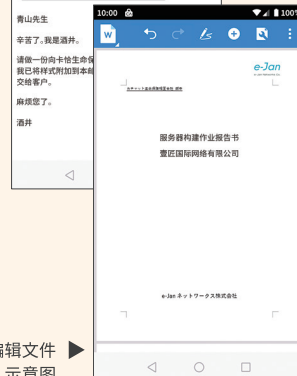 青山先生
辛苦了。我是酒井。
请做一份向卡恰生命保
我已将样式附加到本邮
交给客户。
麻烦您了。
酒井
10:00
100%
W
e-Jan
服务器构建作业报告书
壹匠国际网络有限公司
e-Jan ネットワークス株式会社
编辑文件
示意图